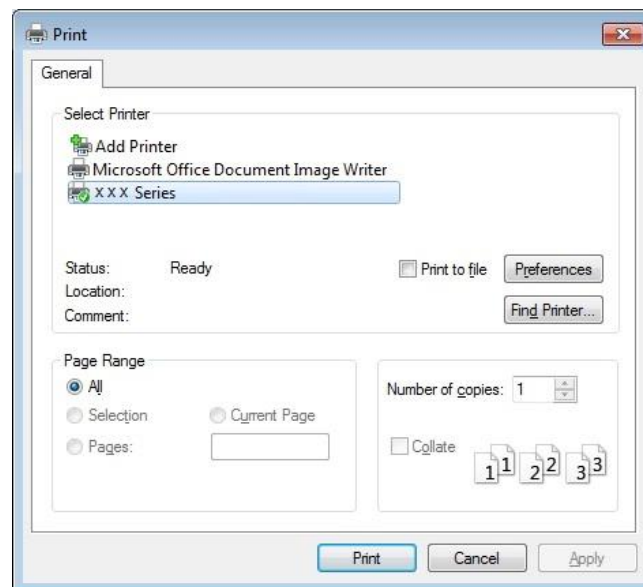 Print
General
Select Printer
Add Printer
Microsoft Office Document Image Writer
X X X Series
Status: Ready
Print to file
Preferences
Location:
Comment:
Find Printer...
Page Range
All
Selection
Current Page
Pages:
Number of copies: 1
Collate
1 1 2 2 3 3
Print
Cancel
Apply